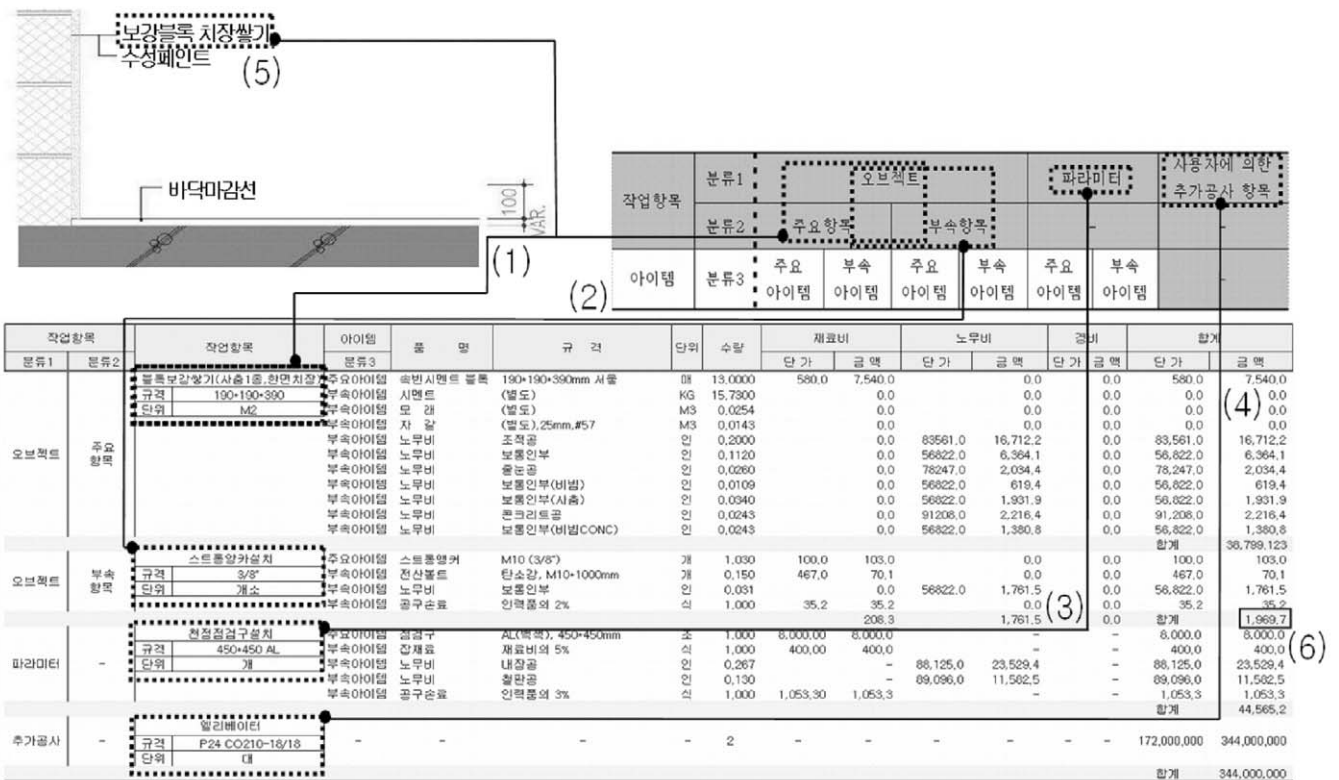 보강블록 치장쌓기
수성페인트
(5)
바닥마감선
100
VAR.
(1)
(2)
작업항목 분류1 오브젝트 파라미터 사용자에 의한 추가공사 항목
분류2 주요항목 부속항목 - -
아이템 분류3 주요 아이템 부속 아이템 주요 아이템 부속 아이템 주요 아이템 부속 아이템 -
작업항목 작업항목 아이템 품 명 규 격 단위 수량 재료비 노무비 경비 합계
분류1 분류2 분류3 단 가 금 액 단 가 금 액 단 가 금 액 단 가 금 액
오브젝트 주요 항목
블록보강쌓기(사춤1종,한면치장) 주요아이템 속빈시멘트 블록 190*190*390mm 서울 매 13,0000 580,0 7,540,0 0,0 0,0 580,0 7,540,0
규격 190*190*390 부속아이템 시멘트 (별도) KG 15,7300 0,0 0,0 0,0 0,0
단위 M2 부속아이템 모 래 (별도) M3 0,0254 0,0 0,0 0,0 0,0
부속아이템 자 갈 (별도),25mm,#57 M3 0,0143 0,0 0,0 0,0 0,0
부속아이템 노무비 조적공 인 0,2000 0,0 83561,0 16,712,2 0,0 83,561,0 16,712,2
부속아이템 노무비 보통인부 인 0,1120 0,0 56822,0 6,364,1 0,0 56,822,0 6,364,1
부속아이템 노무비 줄눈공 인 0,0260 0,0 78247,0 2,034,4 0,0 78,247,0 2,034,4
부속아이템 노무비 보통인부(비빔) 인 0,0109 0,0 56822,0 619,4 0,0 56,822,0 619,4
부속아이템 노무비 보통인부(사춤) 인 0,0340 0,0 56822,0 1,931,9 0,0 56,822,0 1,931,9
부속아이템 노무비 콘크리트공 인 0,0243 0,0 91208,0 2,216,4 0,0 91,208,0 2,216,4
부속아이템 노무비 보통인부(비빔CONC) 인 0,0243 0,0 56822,0 1,380,8 0,0 56,822,0 1,380,8
합계 38,799,123
(4)
오브젝트 부속 항목
스트롱앙카설치 주요아이템 스트롱앵커 M10 (3/8") 개 1,030 100,0 103,0 0,0 0,0 100,0 103,0
규격 3/8" 부속아이템 전산볼트 탄소강, M10*1000mm 개 0,150 467,0 70,1 0,0 0,0 467,0 70,1
단위 개소 부속아이템 노무비 보통인부 인 0,031 0,0 56822,0 1,761,5 0,0 56,822,0 1,761,5
부속아이템 공구손료 인력품의 2% 식 1,000 35,2 35,2 0,0 0,0 35,2 35,2
208,3 1,761,5 0,0 합계 1,969,7
(3)
(6)
파라미터 -
천정점검구설치 주요아이템 점검구 AL(백색), 450*450mm 조 1,000 8,000,00 8,000,0 - - 8,000,0 8,000,0
규격 450*450 AL 부속아이템 잡재료 재료비의 5% 식 1,000 400,00 400,0 - - 400,0 400,0
단위 개 부속아이템 노무비 내장공 인 0,267 - 88,125,0 23,529,4 88,125,0 23,529,4
부속아이템 노무비 철판공 인 0,130 - 89,096,0 11,582,5 89,096,0 11,582,5
부속아이템 공구손료 인력품의 3% 식 1,000 1,053,30 1,053,3 - - 1,053,3 1,053,3
합계 44,565,2
추가공사 -
엘리베이터
규격 P24 CO210-18/18 - - - - 2 - - - - - - 172,000,000 344,000,000
단위 대
합계 344,000,000